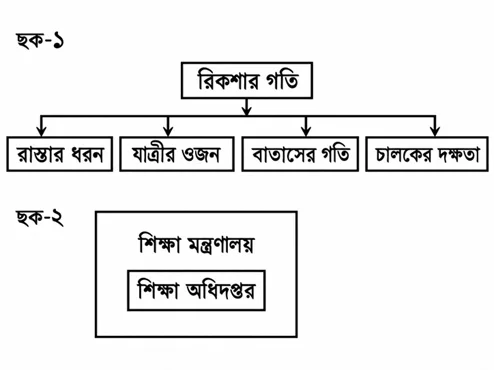 ছক-১
রিকশার গতি
রাস্তার ধরন যাত্রীর ওজন বাতাসের গতি চালকের দক্ষতা
ছক-২
শিক্ষা মন্ত্রণালয়
শিক্ষা অধিদপ্তর